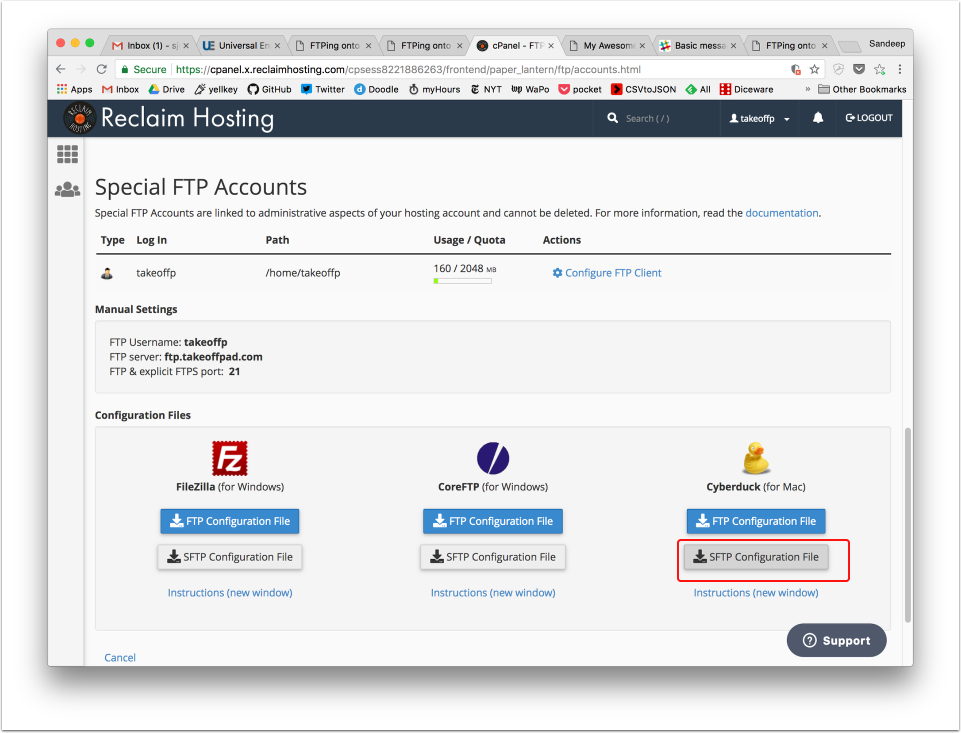 Inbox (1) - sj
Universal En
FTPing onto
FTPing onto
cPanel - FTP
My Awesom
Basic messa
FTPing onto
Sandeep
Secure
https://cpanel.x.reclaimhosting.com/cpsess8221886263/frontend/paper_lantern/ftp/accounts.html
Apps Inbox Drive yellkey GitHub Twitter Doodle myHours NYT WaPo pocket CSVtoJSON All Diceware » Other Bookmarks
RECLAIM HOSTING
Reclaim Hosting
Search ( / )
takeoffp
LOGOUT
Special FTP Accounts
Special FTP Accounts are linked to administrative aspects of your hosting account and cannot be deleted. For more information, read the documentation.
Type Log In Path Usage / Quota Actions
takeoffp /home/takeoffp 160 / 2048 MB Configure FTP Client
Manual Settings
FTP Username: takeoffp
FTP server: ftp.takeoffpad.com
FTP & explicit FTPS port: 21
Configuration Files
Fz
FileZilla (for Windows) CoreFTP (for Windows) Cyberduck (for Mac)
FTP Configuration File FTP Configuration File FTP Configuration File
SFTP Configuration File SFTP Configuration File SFTP Configuration File
Instructions (new window) Instructions (new window) Instructions (new window)
Support
Cancel